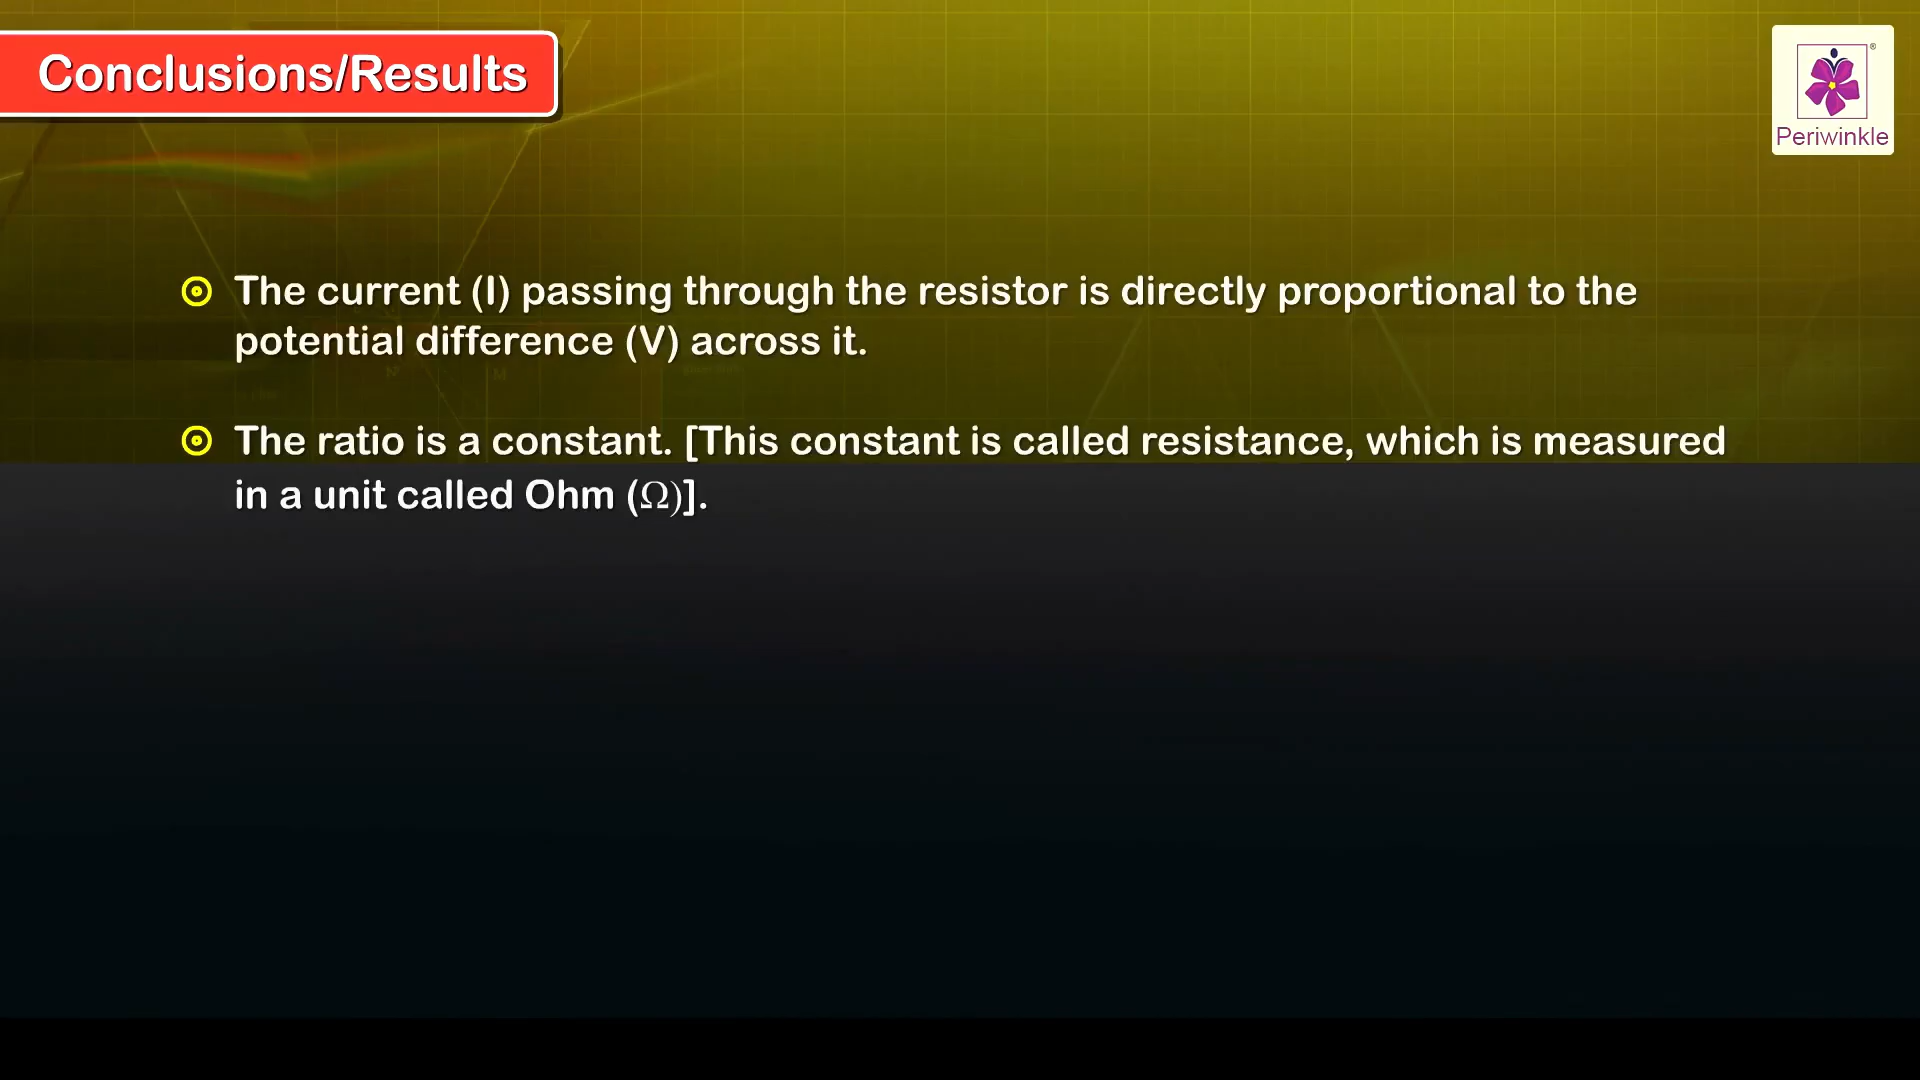 Conclusions/Results
®
Periwinkle
The current (I) passing through the resistor is directly proportional to the
potential difference (V) across it.
The ratio is a constant. [This constant is called resistance, which is measured
in a unit called Ohm (Ω)].